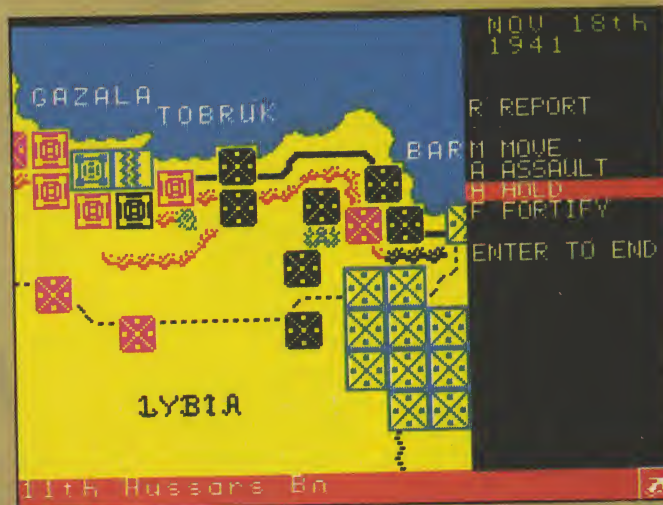 NOV 18th
1941
GAZALA
TOBRUK
R REPORT
BAR
M MOVE
A ASSAULT
H HOLD
F FORTIFY
ENTER TO END
LYBIA
11th Hussars Bn